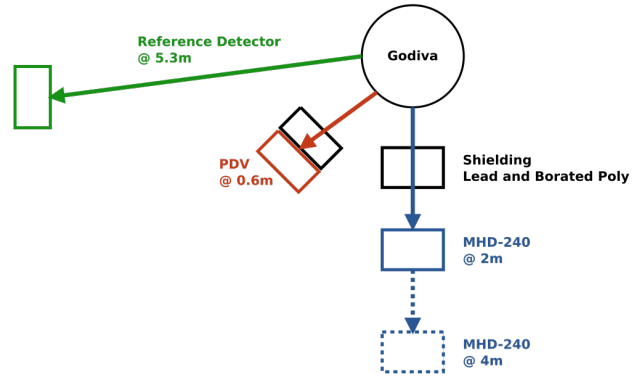 Reference Detector
@ 5.3m
Godiva
PDV
@ 0.6m
Shielding
Lead and Borated Poly
MHD-240
@ 2m
MHD-240
@ 4m